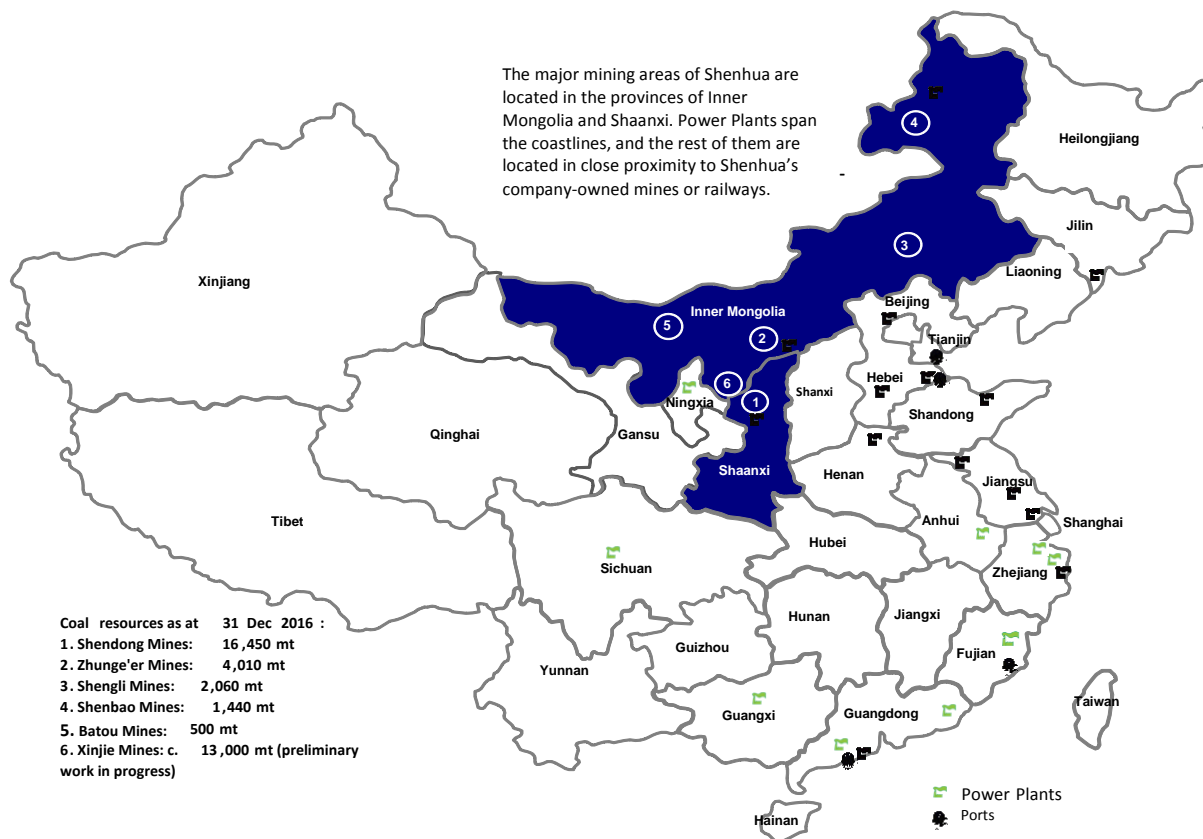 The major mining areas of Shenhua are
located in the provinces of Inner
Mongolia and Shaanxi. Power Plants span
the coastlines, and the rest of them are
located in close proximity to Shenhua's
company-owned mines or railways.
-
4
Heilongjiang
Jilin
3
Liaoning
Xinjiang
Beijing
Inner Mongolia
5
2
Tianjin
6
Hebei
Ningxia
1
Shanxi
Shandong
Qinghai
Gansu
Shaanxi
Henan
Jiangsu
Anhui
Shanghai
Tibet
Hubei
Sichuan
Zhejiang
Hunan
Jiangxi
Guizhou
Fujian
Yunnan
Taiwan
Guangxi
Guangdong
Hainan
Coal resources as at 31 Dec 2016 :
1. Shendong Mines: 16 ,450 mt
2. Zhunge'er Mines: 4 ,010 mt
3. Shengli Mines: 2 ,060 mt
4. Shenbao Mines: 1 ,440 mt
5. Batou Mines: 500 mt
6. Xinjie Mines: c. 13 ,000 mt (preliminary
work in progress)
Power Plants
Ports